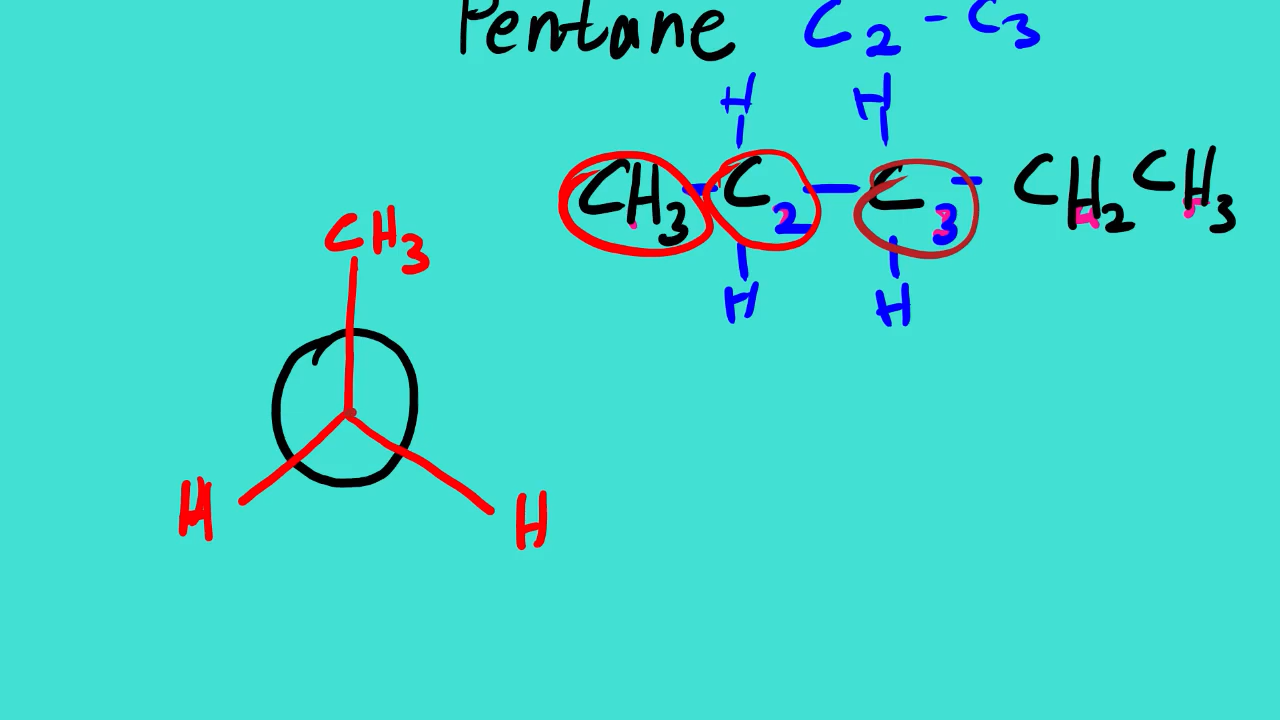 Pentane C2 - C3
H H
CH3 - C2 - C3 - CH2CH3
H H
CH3
H H